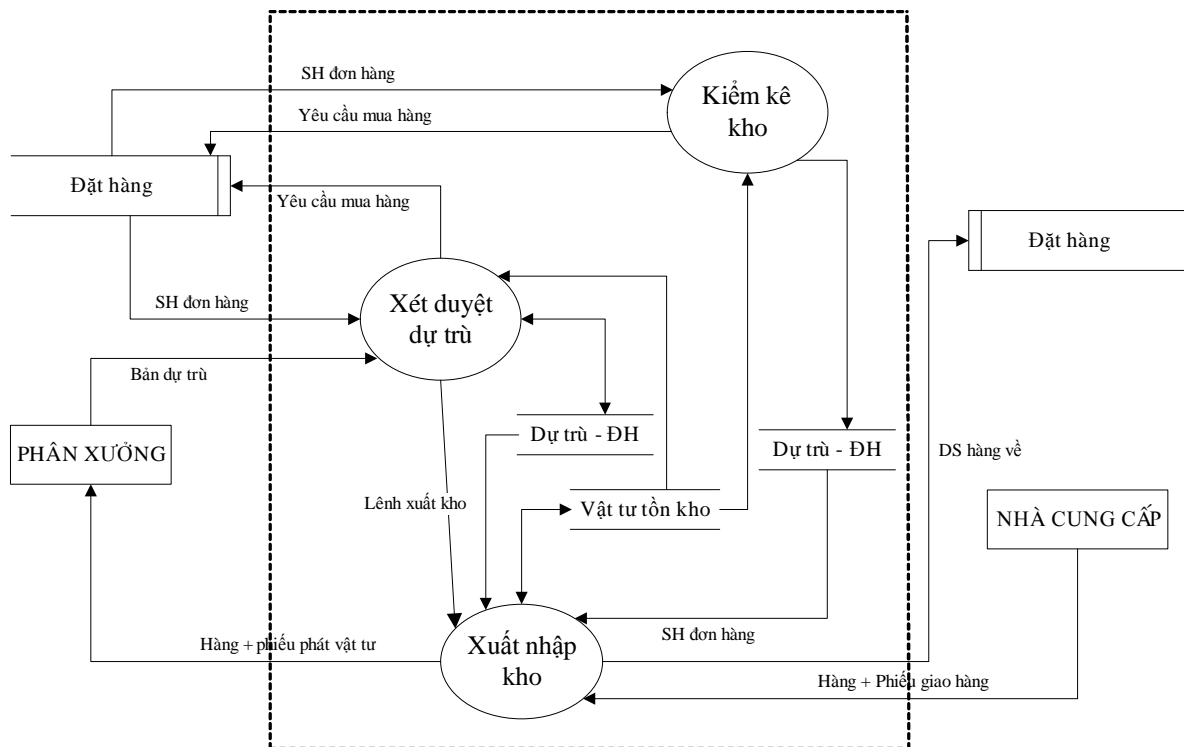 SH đơn hàng
Kiểm kê
kho
Yêu cầu mua hàng
Đặt hàng
Yêu cầu mua hàng
Đặt hàng
SH đơn hàng
Xét duyệt
dự trù
Bản dự trù
Dự trù - ĐH
Dự trù - ĐH
DS hàng về
PHÂN XƯỞNG
Lênh xuất kho
Vật tư tồn kho
NHÀ CUNG CẤP
Hàng + phiếu phát vật tư
Xuất nhập
kho
SH đơn hàng
Hàng + Phiếu giao hàng